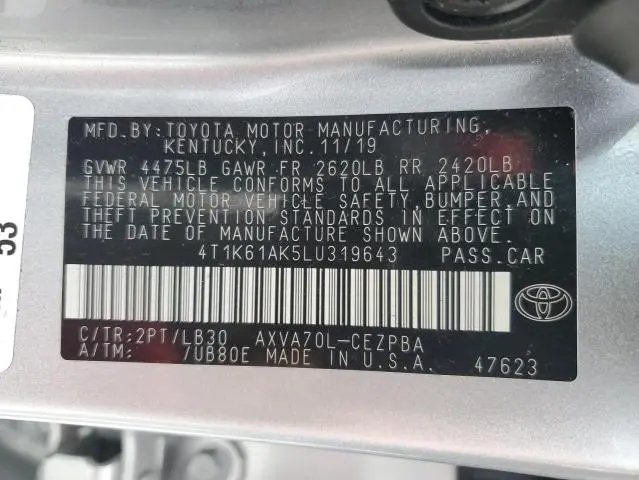 MFD.BY:TOYOTA MOTOR MANUFACTURING,
KENTUCKY, INC. 11/19
GVWR 4475LB GAWR FR 2620LB RR 2420LB
THIS VEHICLE CONFORMS TO ALL APPLICABLE
FEDERAL MOTOR VEHICLE SAFETY, BUMPER, AND
THEFT PREVENTION STANDARDS IN EFFECT ON
THE DATE OF MANUFACTURE SHOWN ABOVE.
4T1K61AK5LU319643 PASS.CAR
C/TR:2PT/LB30 AXVA70L-CEZPBA
A/TM: /UB80E MADE IN U.S.A. 47623
53